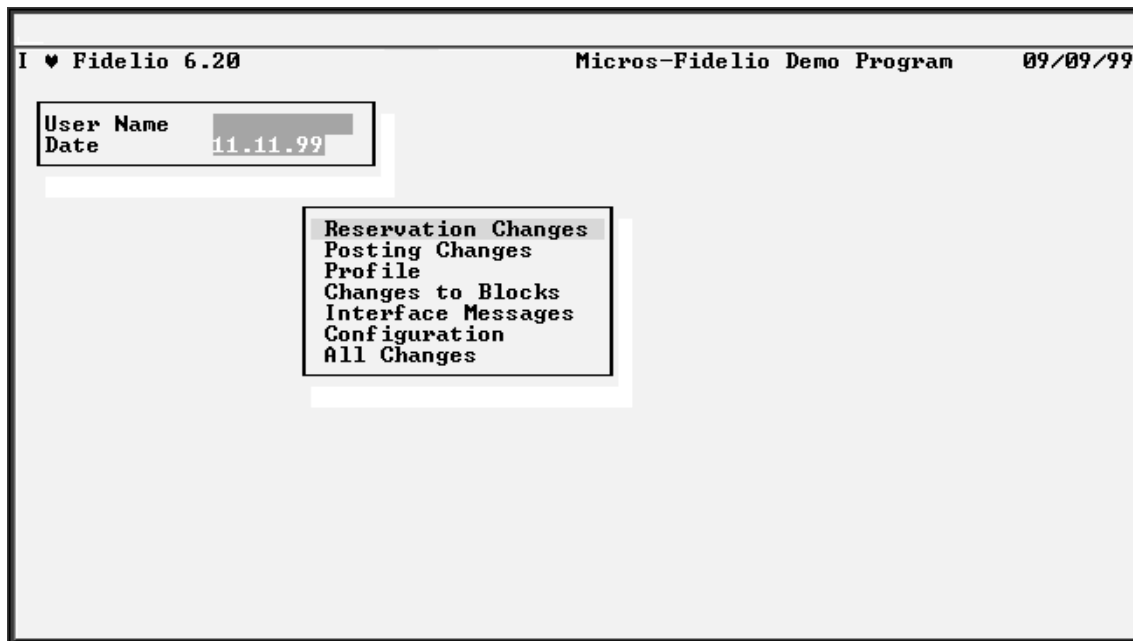 I ♥ Fidelio 6.20 Micros-Fidelio Demo Program 09/09/99
User Name
Date 11.11.99
Reservation Changes
Posting Changes
Profile
Changes to Blocks
Interface Messages
Configuration
All Changes